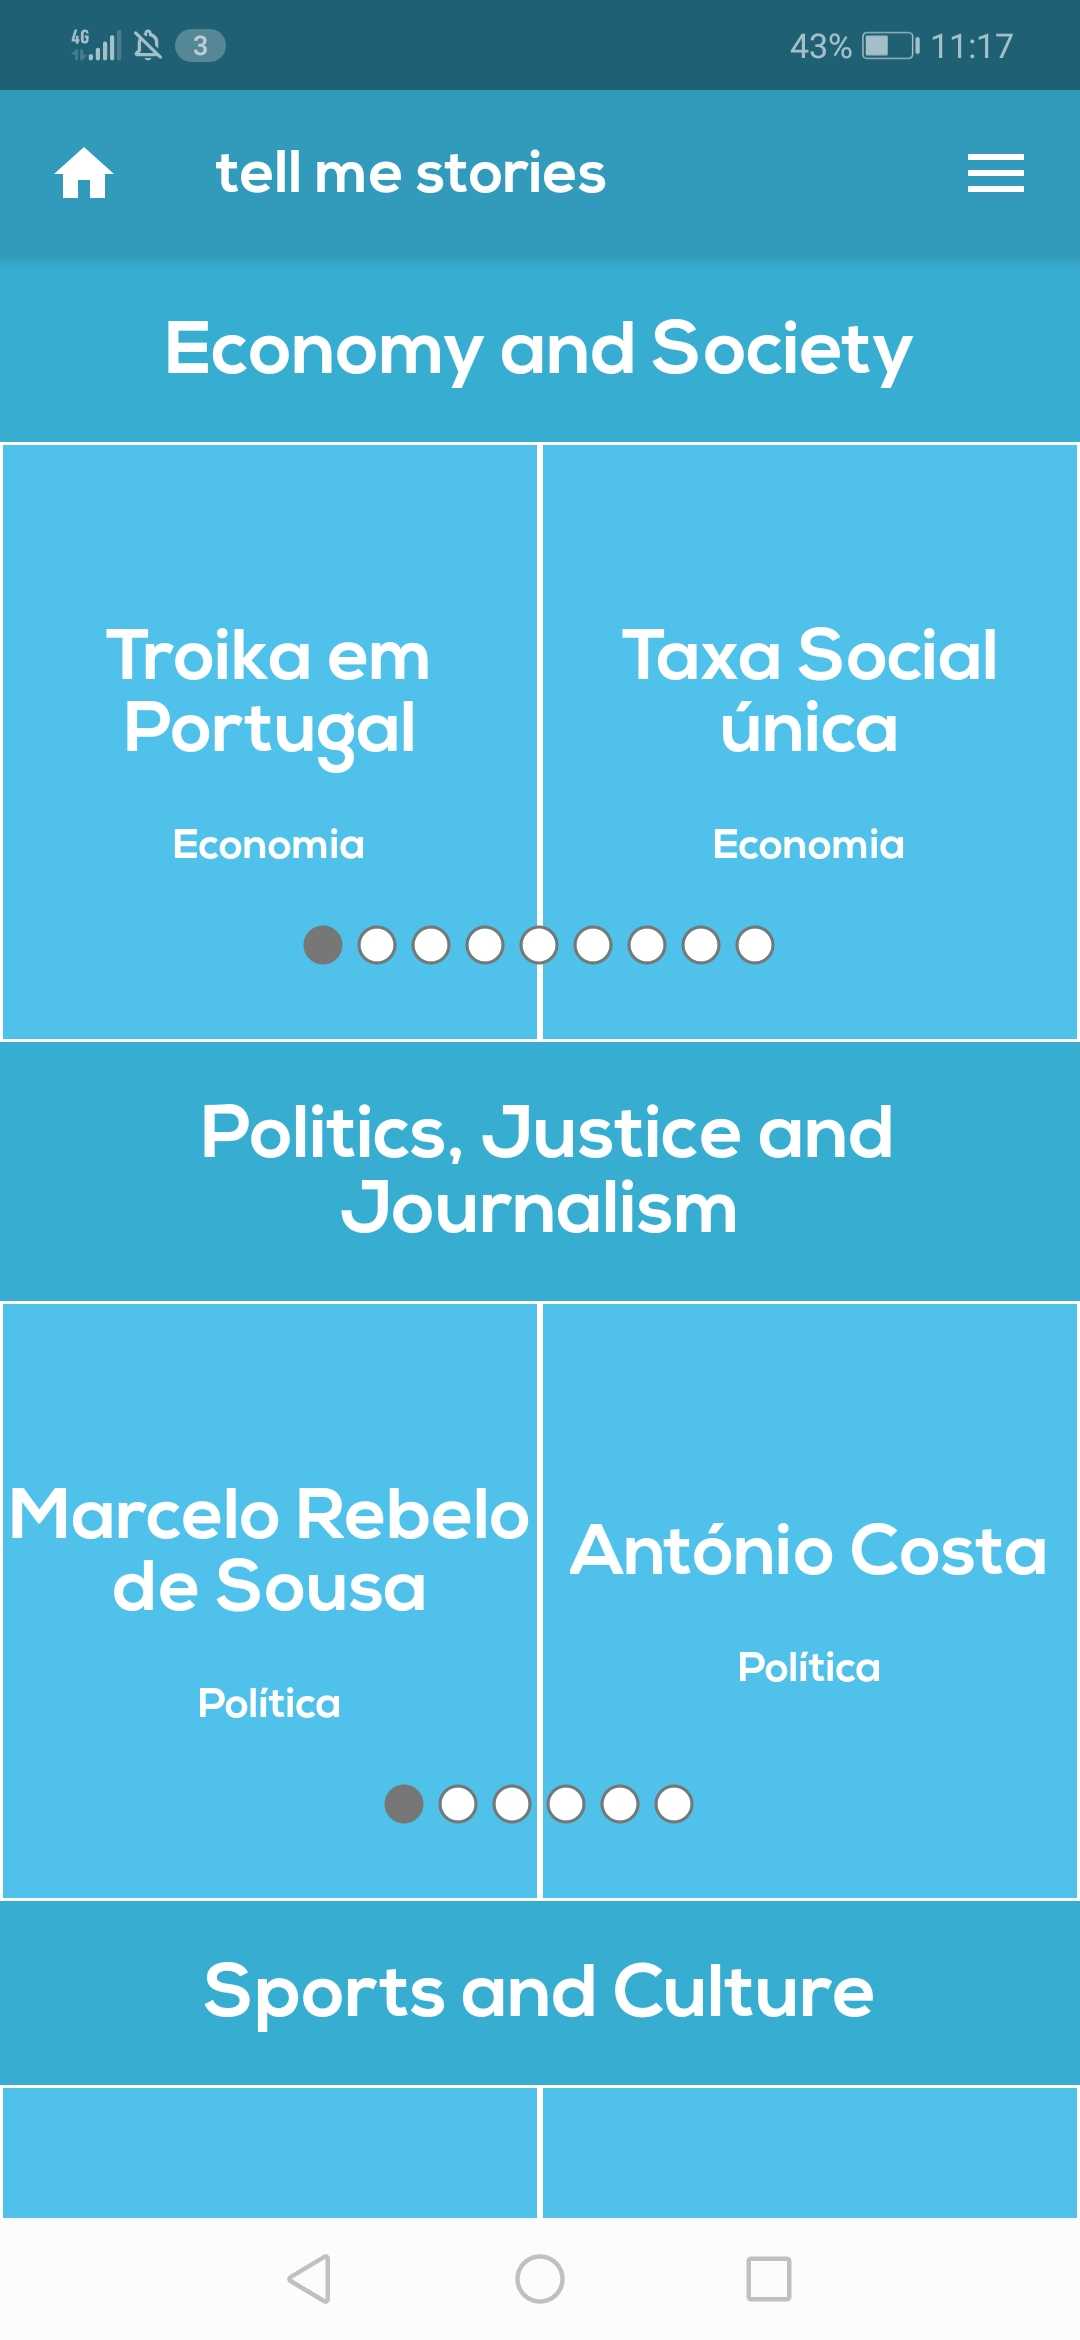 4G 3 43% 11:17
tell me stories
Economy and Society
Troika em
Portugal
Economia
Taxa Social
única
Economia
Politics, Justice and
Journalism
Marcelo Rebelo
de Sousa
Política
António Costa
Política
Sports and Culture